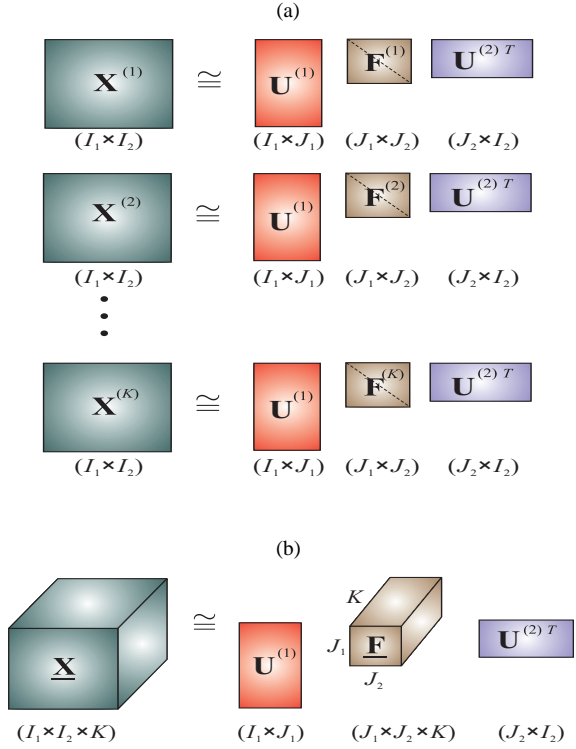 (a)
X^(1) ≅ U^(1) F^(1) U^(2) T
(I₁×I₂) (I₁×J₁) (J₁×J₂) (J₂×I₂)
X^(2) ≅ U^(1) F^(2) U^(2) T
(I₁×I₂) (I₁×J₁) (J₁×J₂) (J₂×I₂)
X^(K) ≅ U^(1) F^(K) U^(2) T
(I₁×I₂) (I₁×J₁) (J₁×J₂) (J₂×I₂)
(b)
X ≅ U^(1) K J₁ F J₂ U^(2) T
(I₁×I₂×K) (I₁×J₁) (J₁×J₂×K) (J₂×I₂)